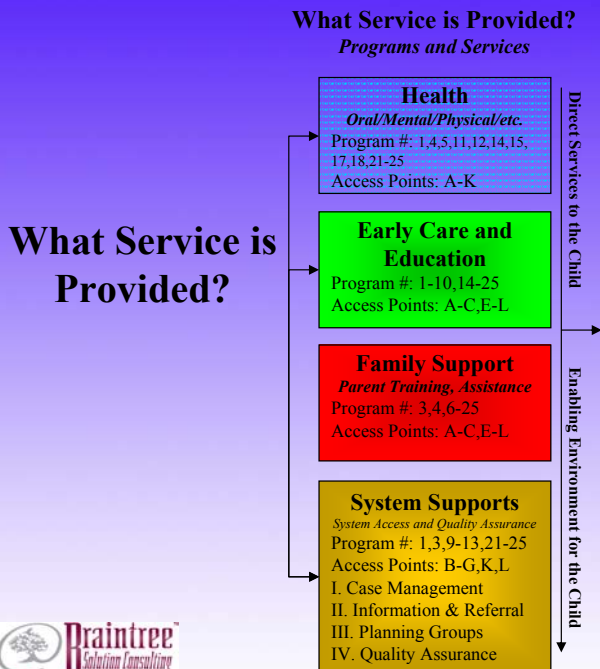 What Service is Provided?
Programs and Services
What Service is
Provided?
Health
Oral/Mental/Physical/etc.
Program #: 1,4,5,11,12,14,15,
17,18,21-25
Access Points: A-K
Early Care and
Education
Program #: 1-10,14-25
Access Points: A-C,E-L
Family Support
Parent Training, Assistance
Program #: 3,4,6-25
Access Points: A-C,E-L
System Supports
System Access and Quality Assurance
Program #: 1,3,9-13,21-25
Access Points: B-G,K,L
I. Case Management
II. Information & Referral
III. Planning Groups
IV. Quality Assurance
Direct Services to the Child
Enabling Environment for the Child
Braintree™
Solution Consulting